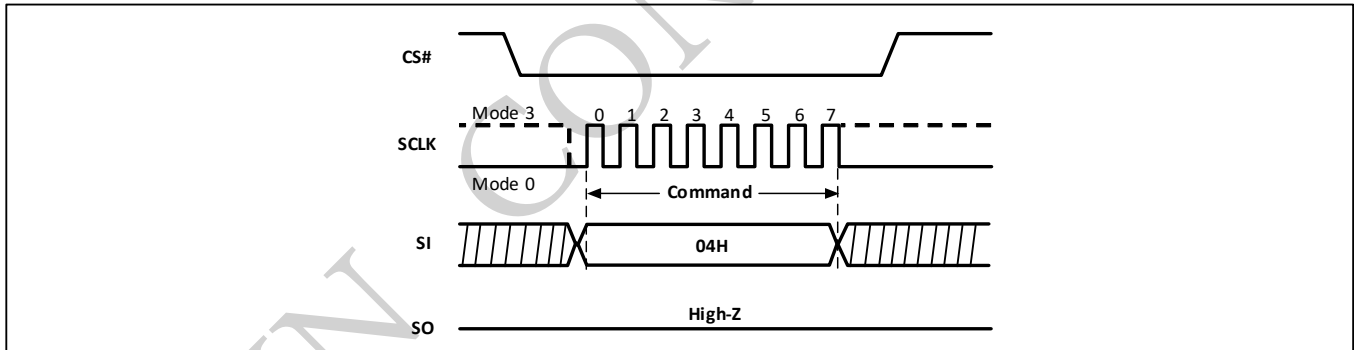 CS#
Mode 3 0 1 2 3 4 5 6 7
SCLK
Mode 0
Command
SI
04H
High-Z
SO